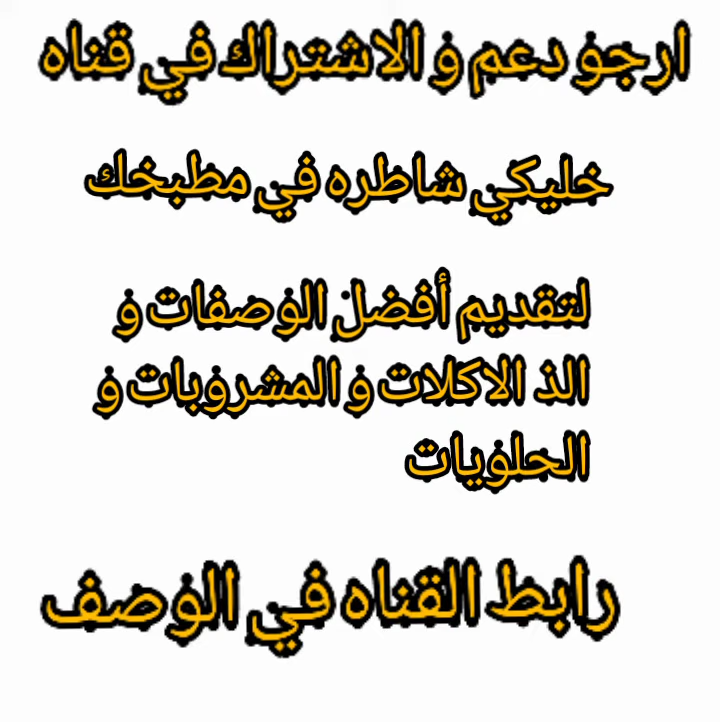 ارجو دعم و الاشتراك في قناه
خليكي شاطره في مطبخك
لتقديم أفضل الوصفات و
الذ الاكلات و المشروبات و
الحلويات
رابط القناه في الوصف